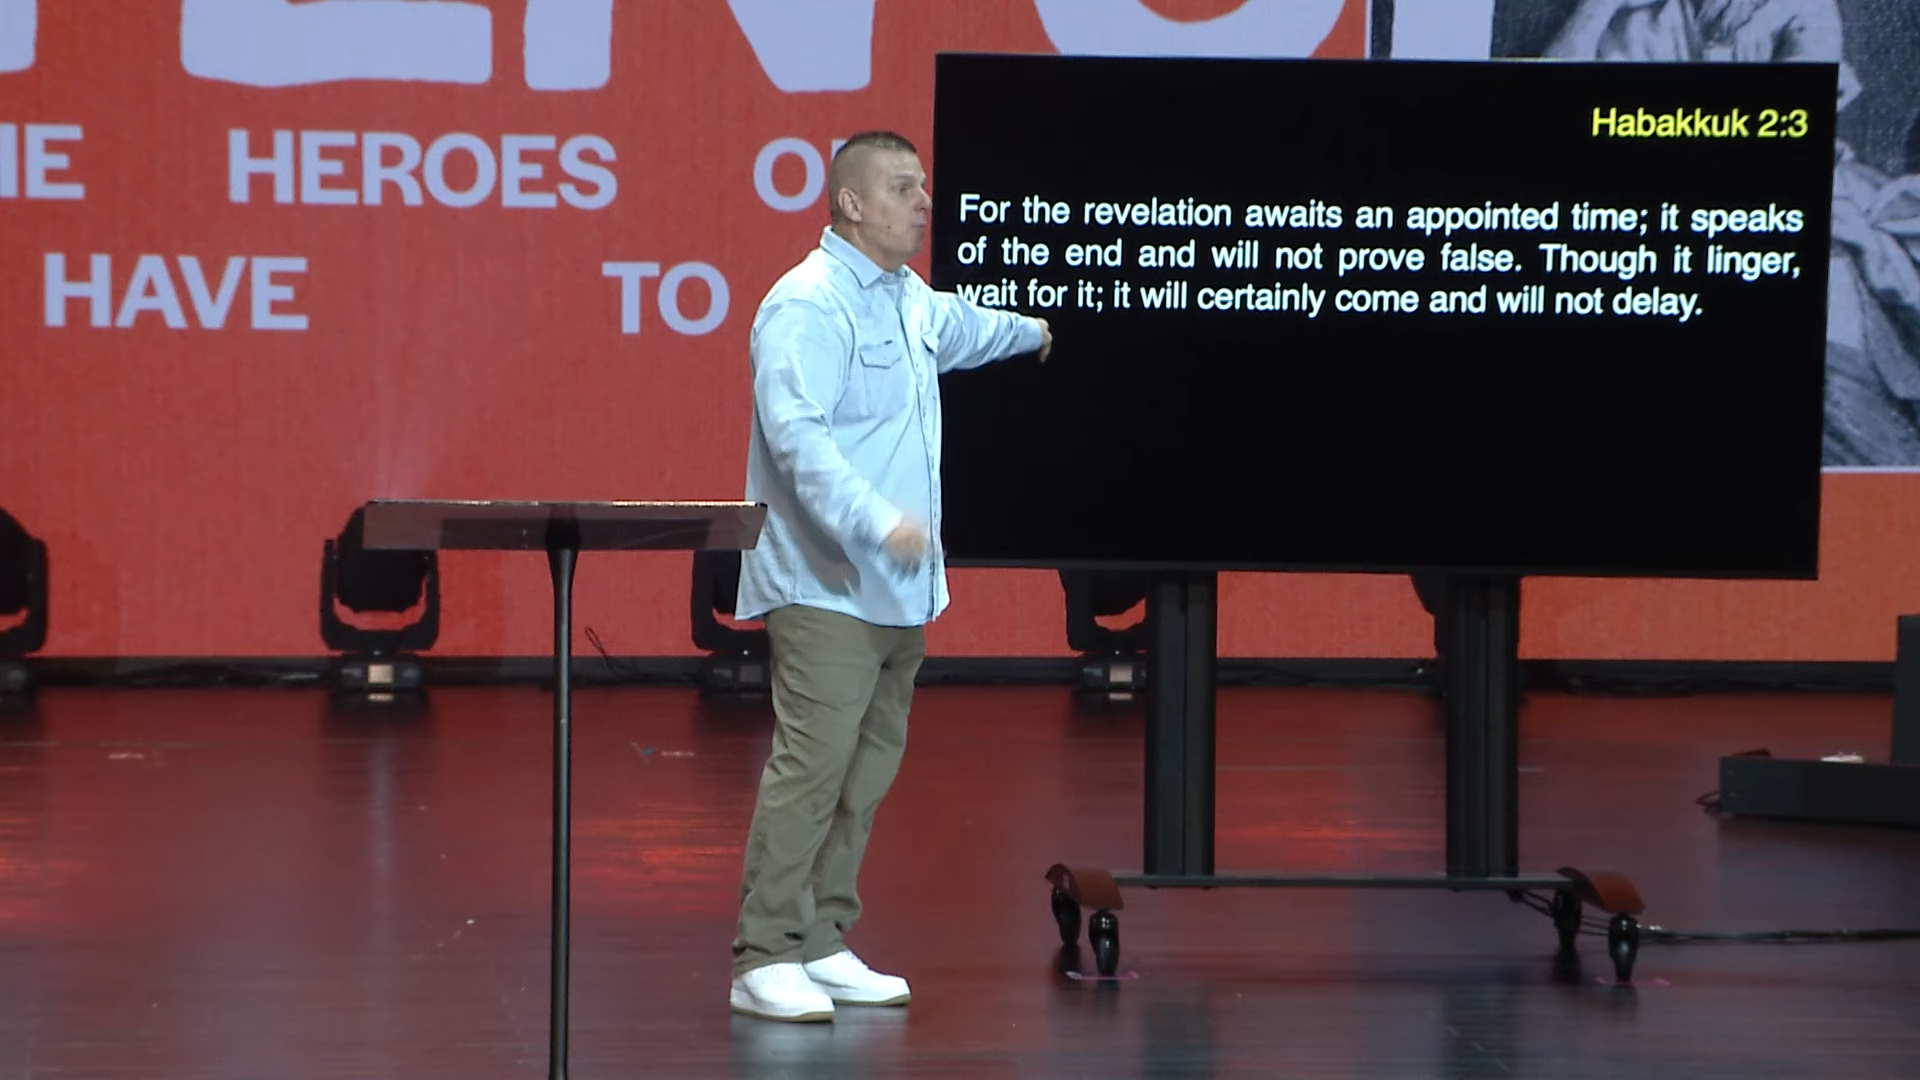 HEROES
HAVE TO
Habakkuk 2:3
For the revelation awaits an appointed time; it speaks
of the end and will not prove false. Though it linger,
wait for it; it will certainly come and will not delay.